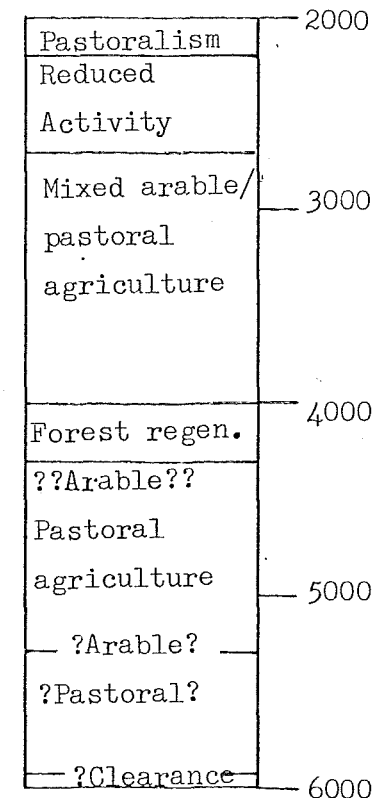 2000
Pastoralism
Reduced
Activity
Mixed arable/
3000
pastoral
agriculture
4000
Forest regen.
??Arable??
Pastoral
agriculture
5000
?Arable?
?Pastoral?
?Clearance
6000